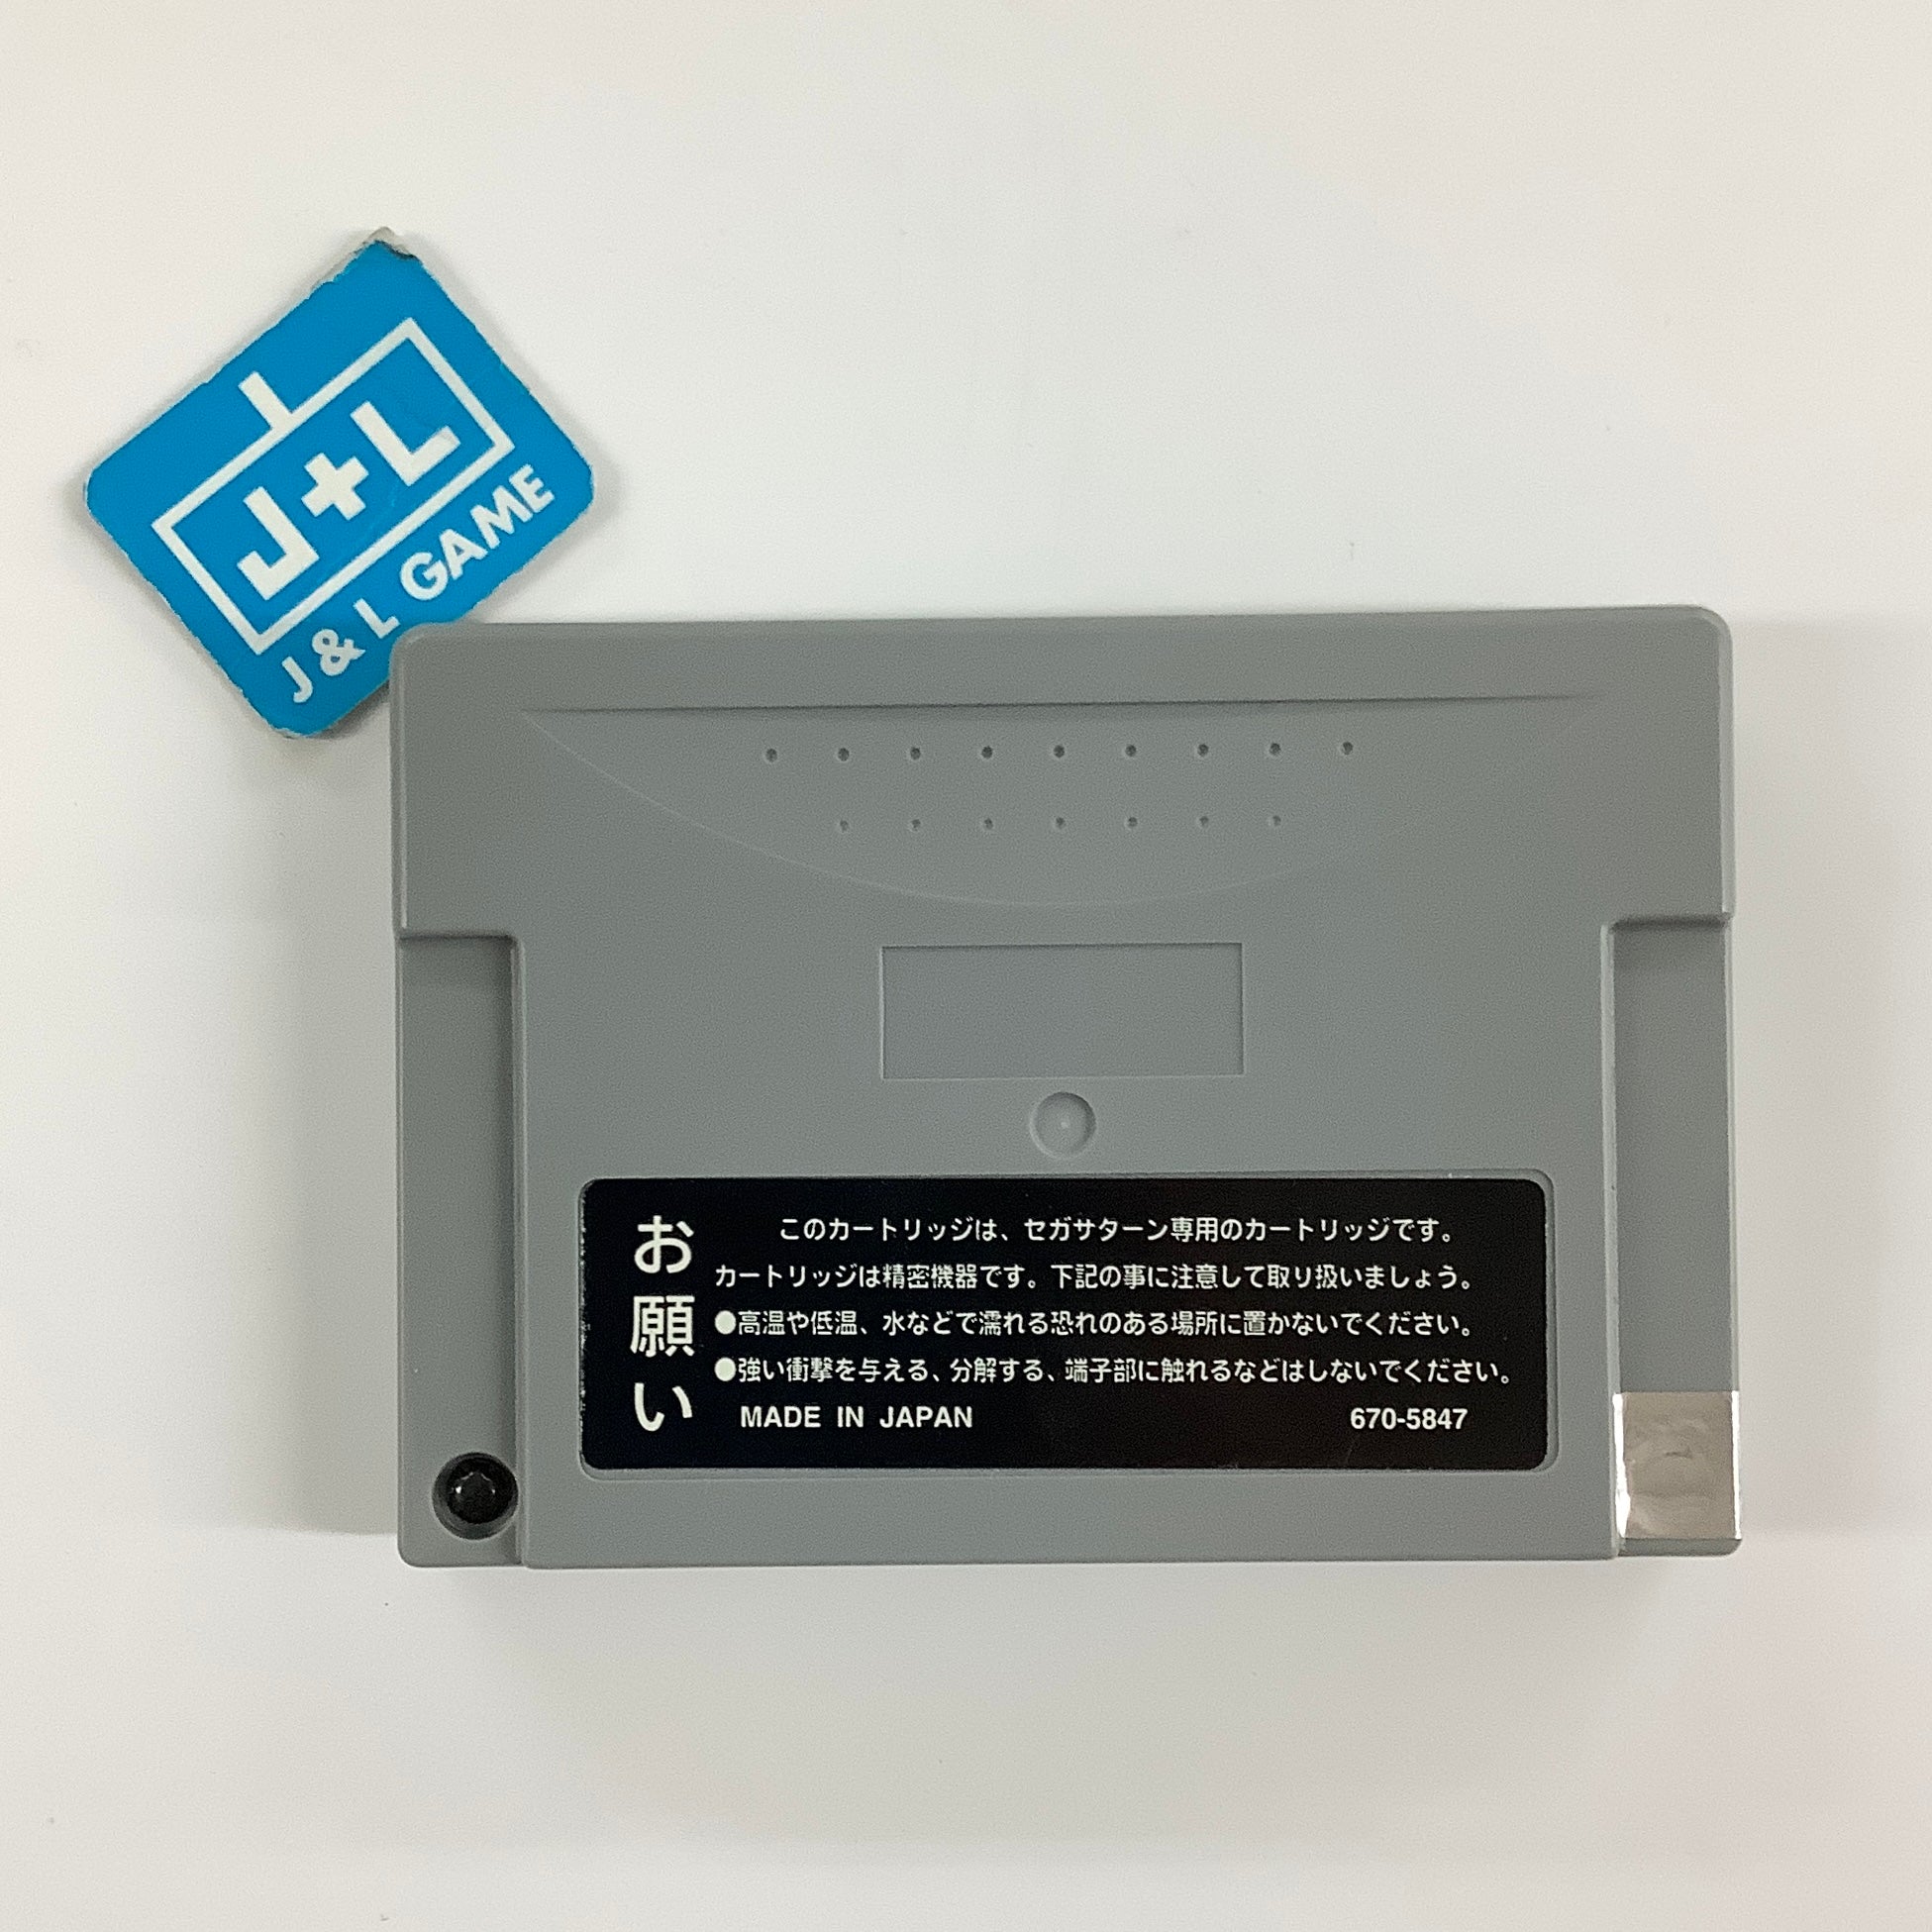 J+L
J & L GAME
お願い
このカートリッジは、セガサターン専用のカートリッジです。
カートリッジは精密機器です。下記の事に注意して取り扱いましょう。
●高温や低温、水などで濡れる恐れのある場所に置かないでください。
●強い衝撃を与える、分解する、端子部に触れるなどはしないでください。
MADE IN JAPAN 670-5847